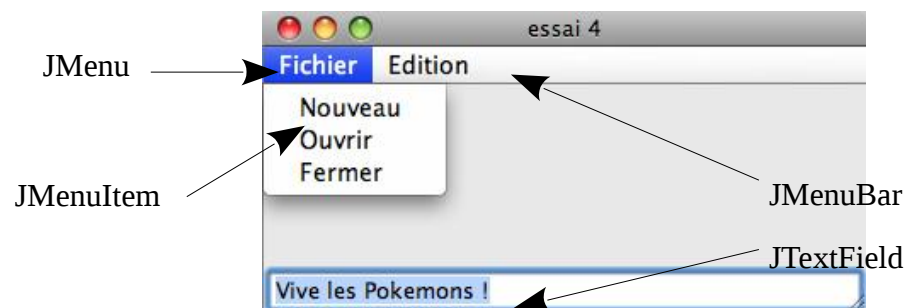 essai 4
JMenu
Fichier Edition
Nouveau
Ouvrir
Fermer
JMenuItem
JMenuBar
JTextField
Vive les Pokemons !